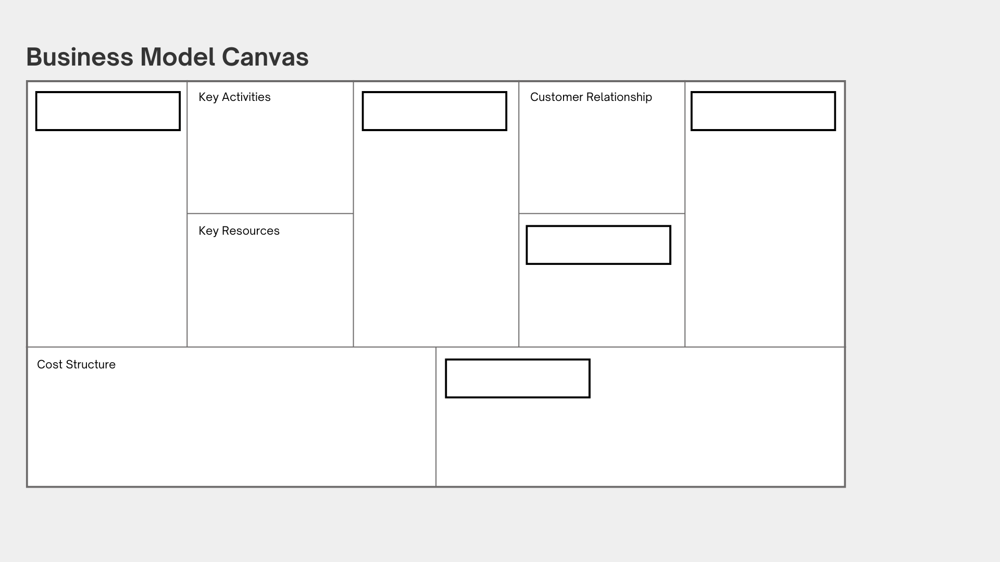 Business Model Canvas
Key Activities
Customer Relationship
Key Resources
Cost Structure